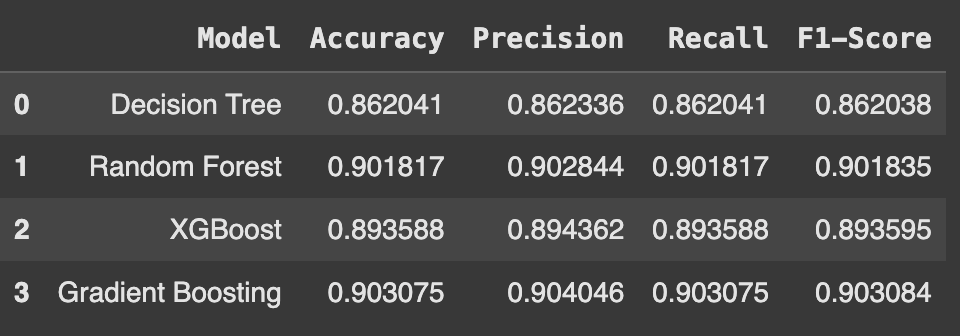 Model Accuracy Precision Recall F1-Score
0 Decision Tree 0.862041 0.862336 0.862041 0.862038
1 Random Forest 0.901817 0.902844 0.901817 0.901835
2 XGBoost 0.893588 0.894362 0.893588 0.893595
3 Gradient Boosting 0.903075 0.904046 0.903075 0.903084